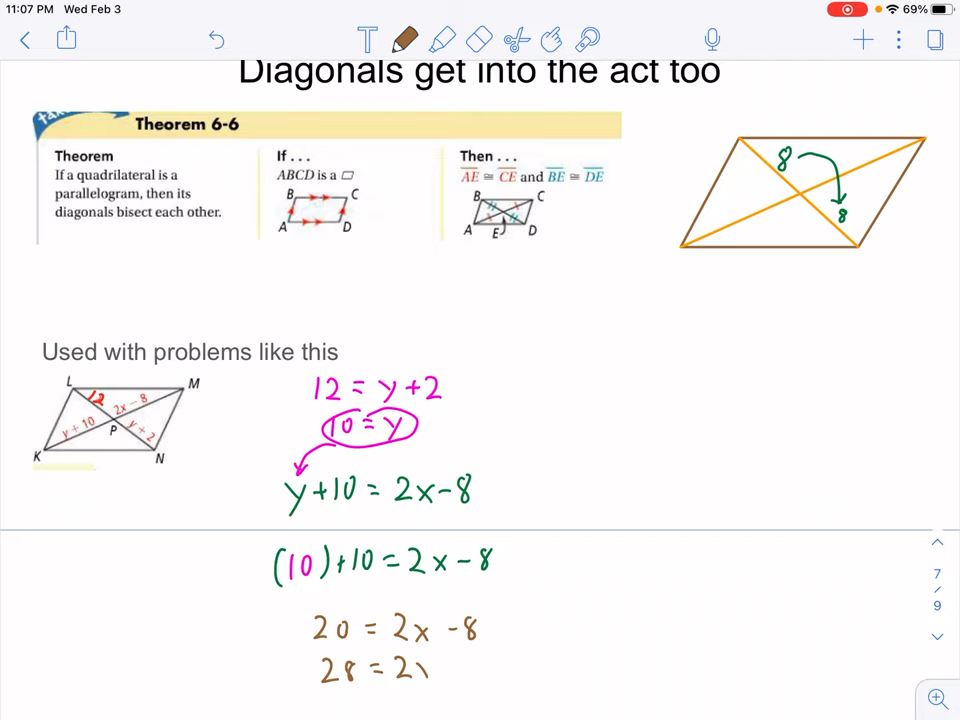 11:07 PM Wed Feb 3
69%
T
Diagonals get into the act too
Theorem 6-6
Theorem
If a quadrilateral is a
parallelogram, then its
diagonals bisect each other.
If . . .
ABCD is a ▱
B C
A D
Then . . .
AE ≅ CE and BE ≅ DE
B C
A E D
8
8
Used with problems like this
L M
12
2x − 8
y + 10
P
y + 2
K N
12 = y + 2
10 = y
y + 10 = 2x − 8
(10) + 10 = 2x − 8
20 = 2x − 8
7
/
9